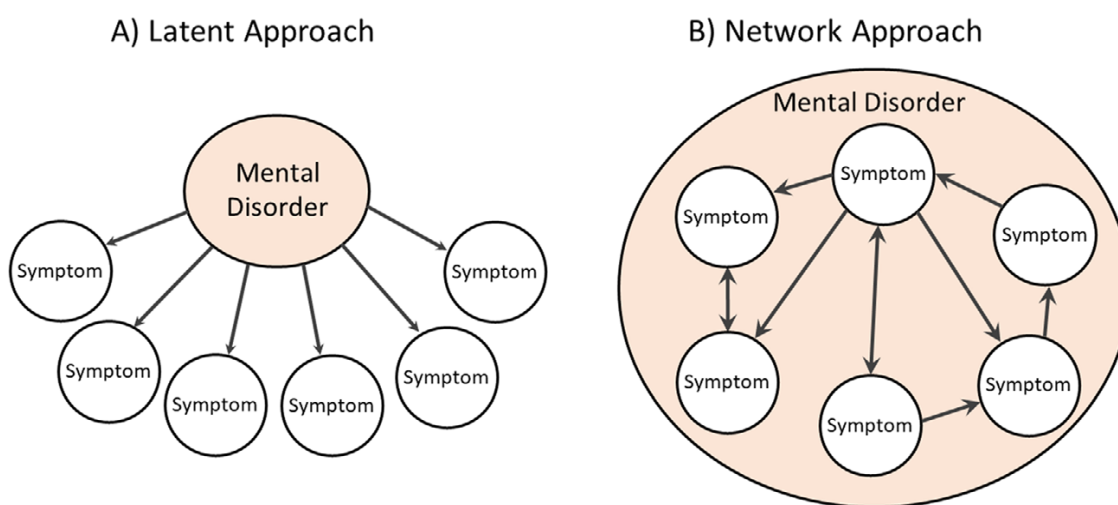 A) Latent Approach
Mental
Disorder
Symptom
Symptom
Symptom
Symptom
Symptom
Symptom
B) Network Approach
Mental Disorder
Symptom
Symptom
Symptom
Symptom
Symptom
Symptom